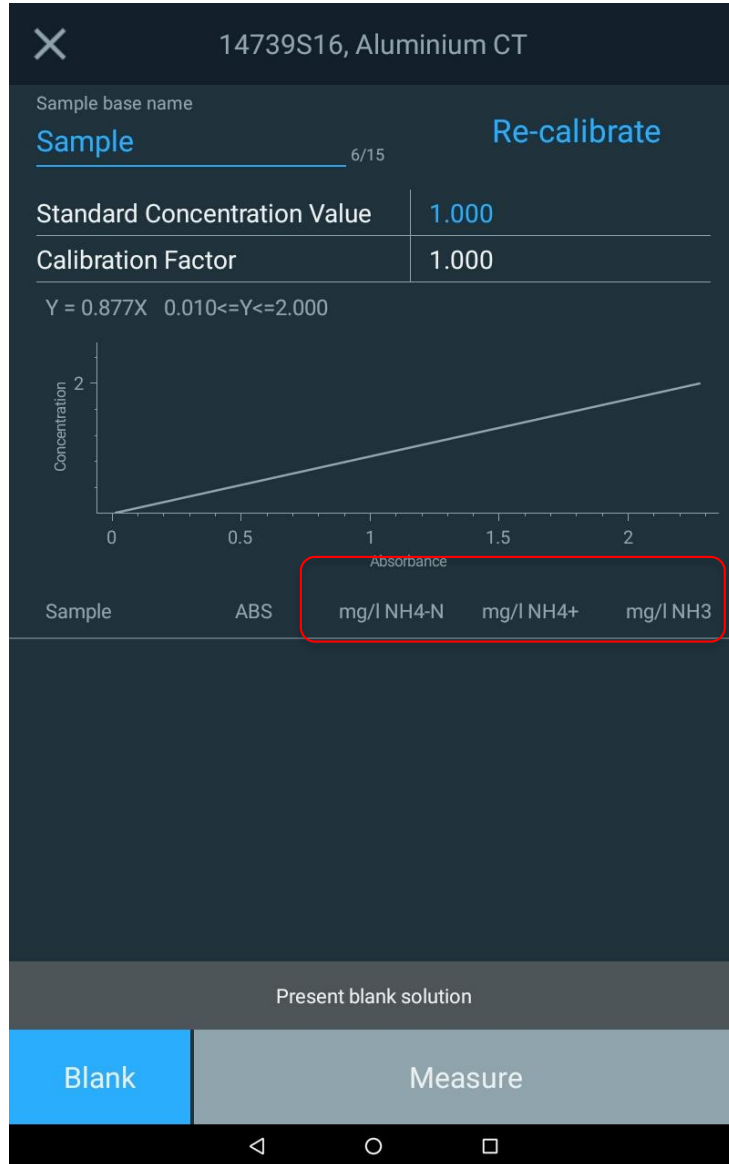 14739S16, Aluminium CT
Sample base name
Sample 6/15
Re-calibrate
Standard Concentration Value 1.000
Calibration Factor 1.000
Y = 0.877X 0.010<=Y<=2.000
Concentration
2
0 0.5 1 1.5 2
Absorbance
Sample ABS mg/l NH4-N mg/l NH4+ mg/l NH3
Present blank solution
Blank Measure